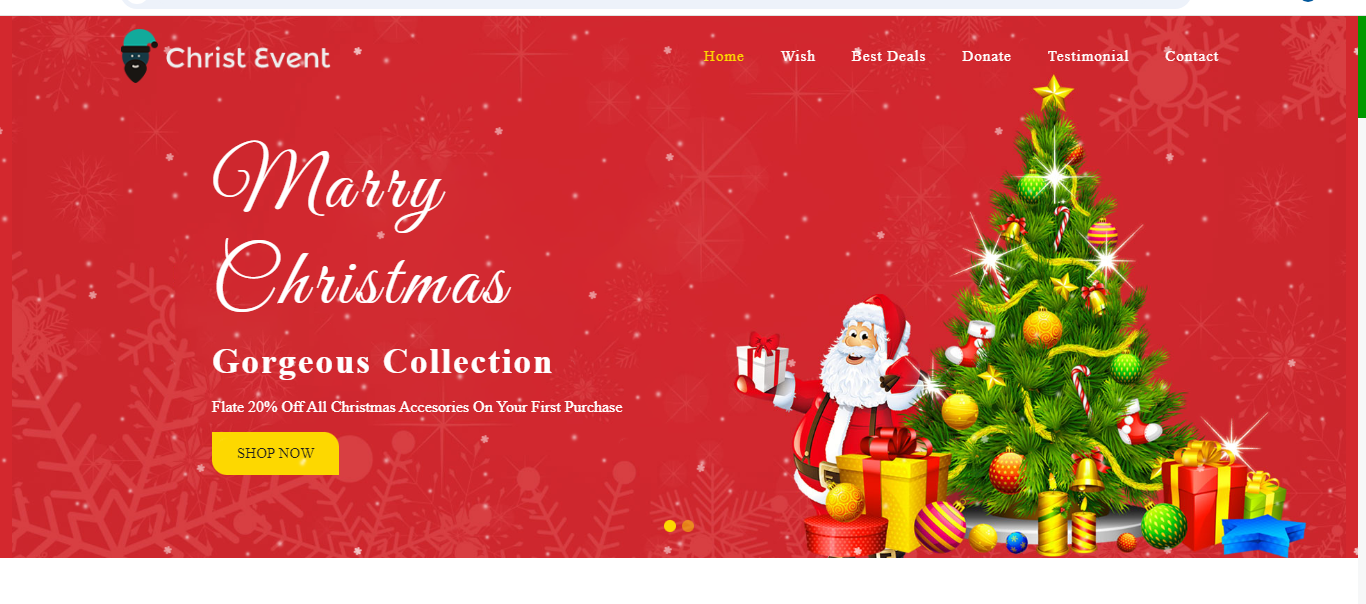 Christ Event
Home Wish Best Deals Donate Testimonial Contact
Marry
Christmas
Gorgeous Collection
Flate 20% Off All Christmas Accesories On Your First Purchase
SHOP NOW